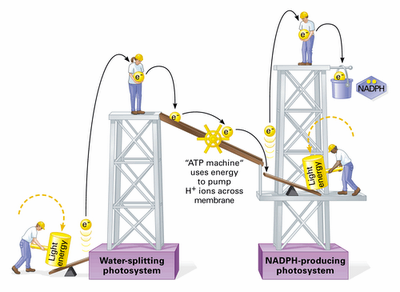 e⁻
e⁻
e⁻
NADPH
e⁻
e⁻
e⁻
e⁻
"ATP machine"
uses energy
to pump
H⁺ ions across
membrane
e⁻
Light
energy
e⁻
Light
energy
Water-splitting
photosystem
NADPH-producing
photosystem